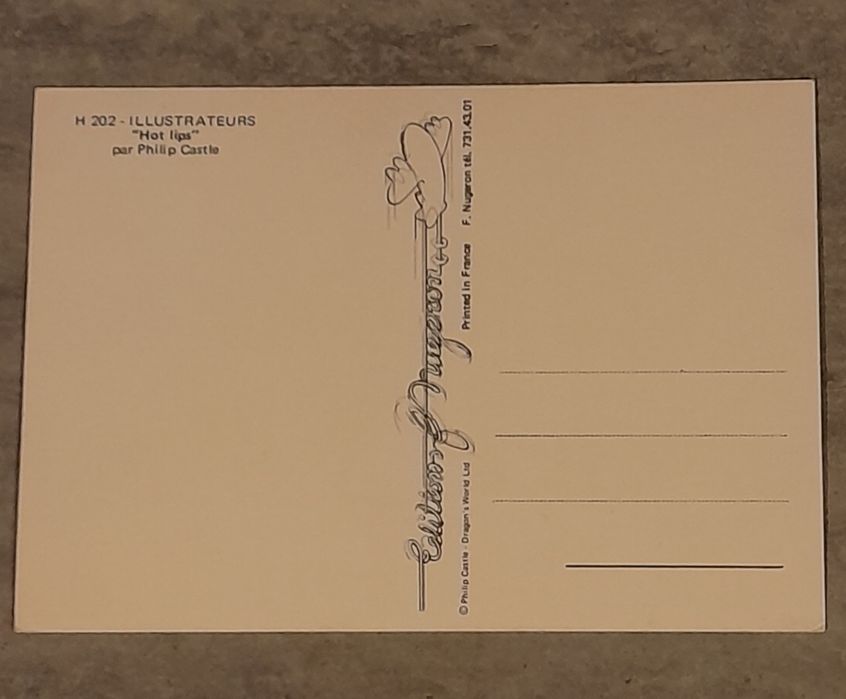 H 202 - ILLUSTRATEURS
"Hot lips"
par Philip Castle
Editions F Nugeron
© Philip Castle - Dragon's World Ltd Printed in France F. Nugeron tél. 731.43.01